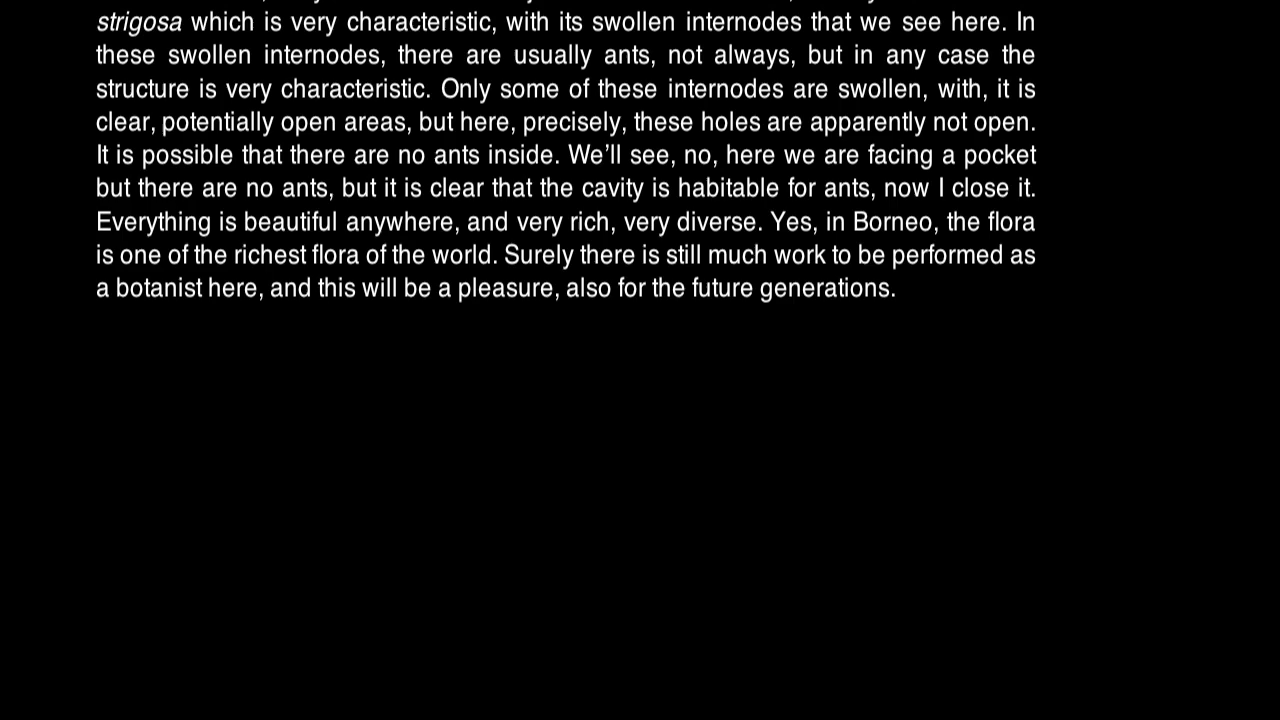 strigosa which is very characteristic, with its swollen internodes that we see here. In
these swollen internodes, there are usually ants, not always, but in any case the
structure is very characteristic. Only some of these internodes are swollen, with, it is
clear, potentially open areas, but here, precisely, these holes are apparently not open.
It is possible that there are no ants inside. We’ll see, no, here we are facing a pocket
but there are no ants, but it is clear that the cavity is habitable for ants, now I close it.
Everything is beautiful anywhere, and very rich, very diverse. Yes, in Borneo, the flora
is one of the richest flora of the world. Surely there is still much work to be performed as
a botanist here, and this will be a pleasure, also for the future generations.